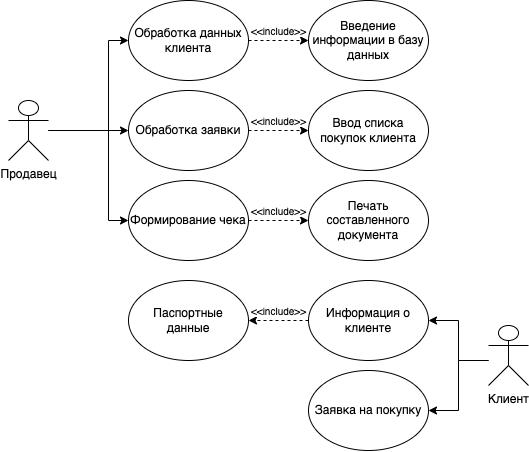 Обработка данных
клиента
<<include>>
Введение
информации в базу
данных
Обработка заявки
<<include>>
Ввод списка
покупок клиента
Продавец
Формирование чека
<<include>>
Печать
составленного
документа
Паспортные
данные
<<include>>
Информация о
клиенте
Клиент
Заявка на покупку